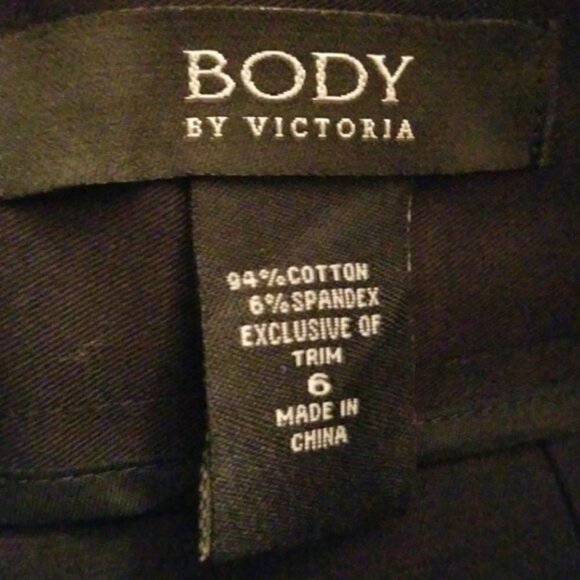 BODY
BY VICTORIA
94% COTTON
6% SPANDEX
EXCLUSIVE OF
TRIM
6
MADE IN
CHINA